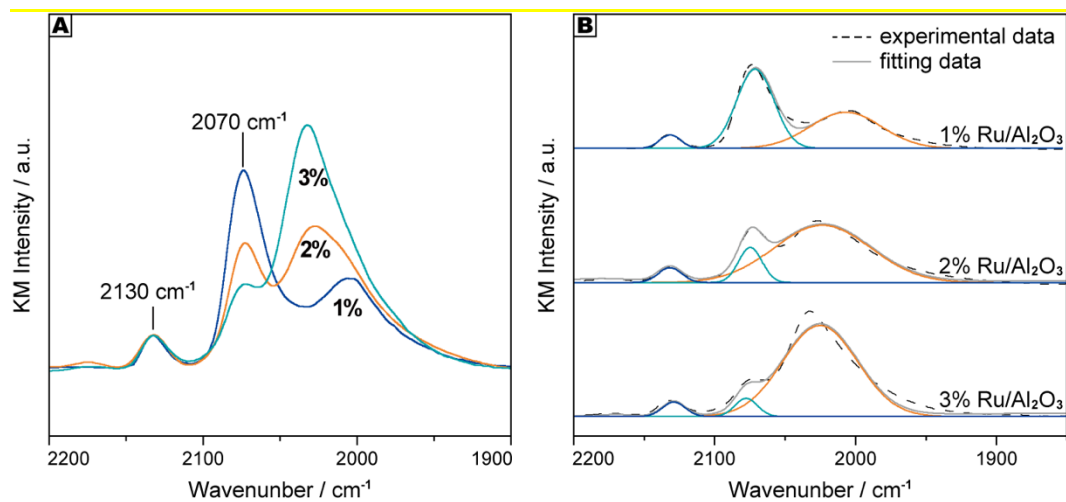 A
2070 cm⁻¹
2130 cm⁻¹
3%
2%
1%
KM Intensity / a.u.
2200
2100
2000
1900
Wavenunber / cm⁻¹
B
experimental data
fitting data
1% Ru/Al₂O₃
2% Ru/Al₂O₃
3% Ru/Al₂O₃
KM Intensity / a.u.
2200
2100
2000
1900
Wavenunber / cm⁻¹